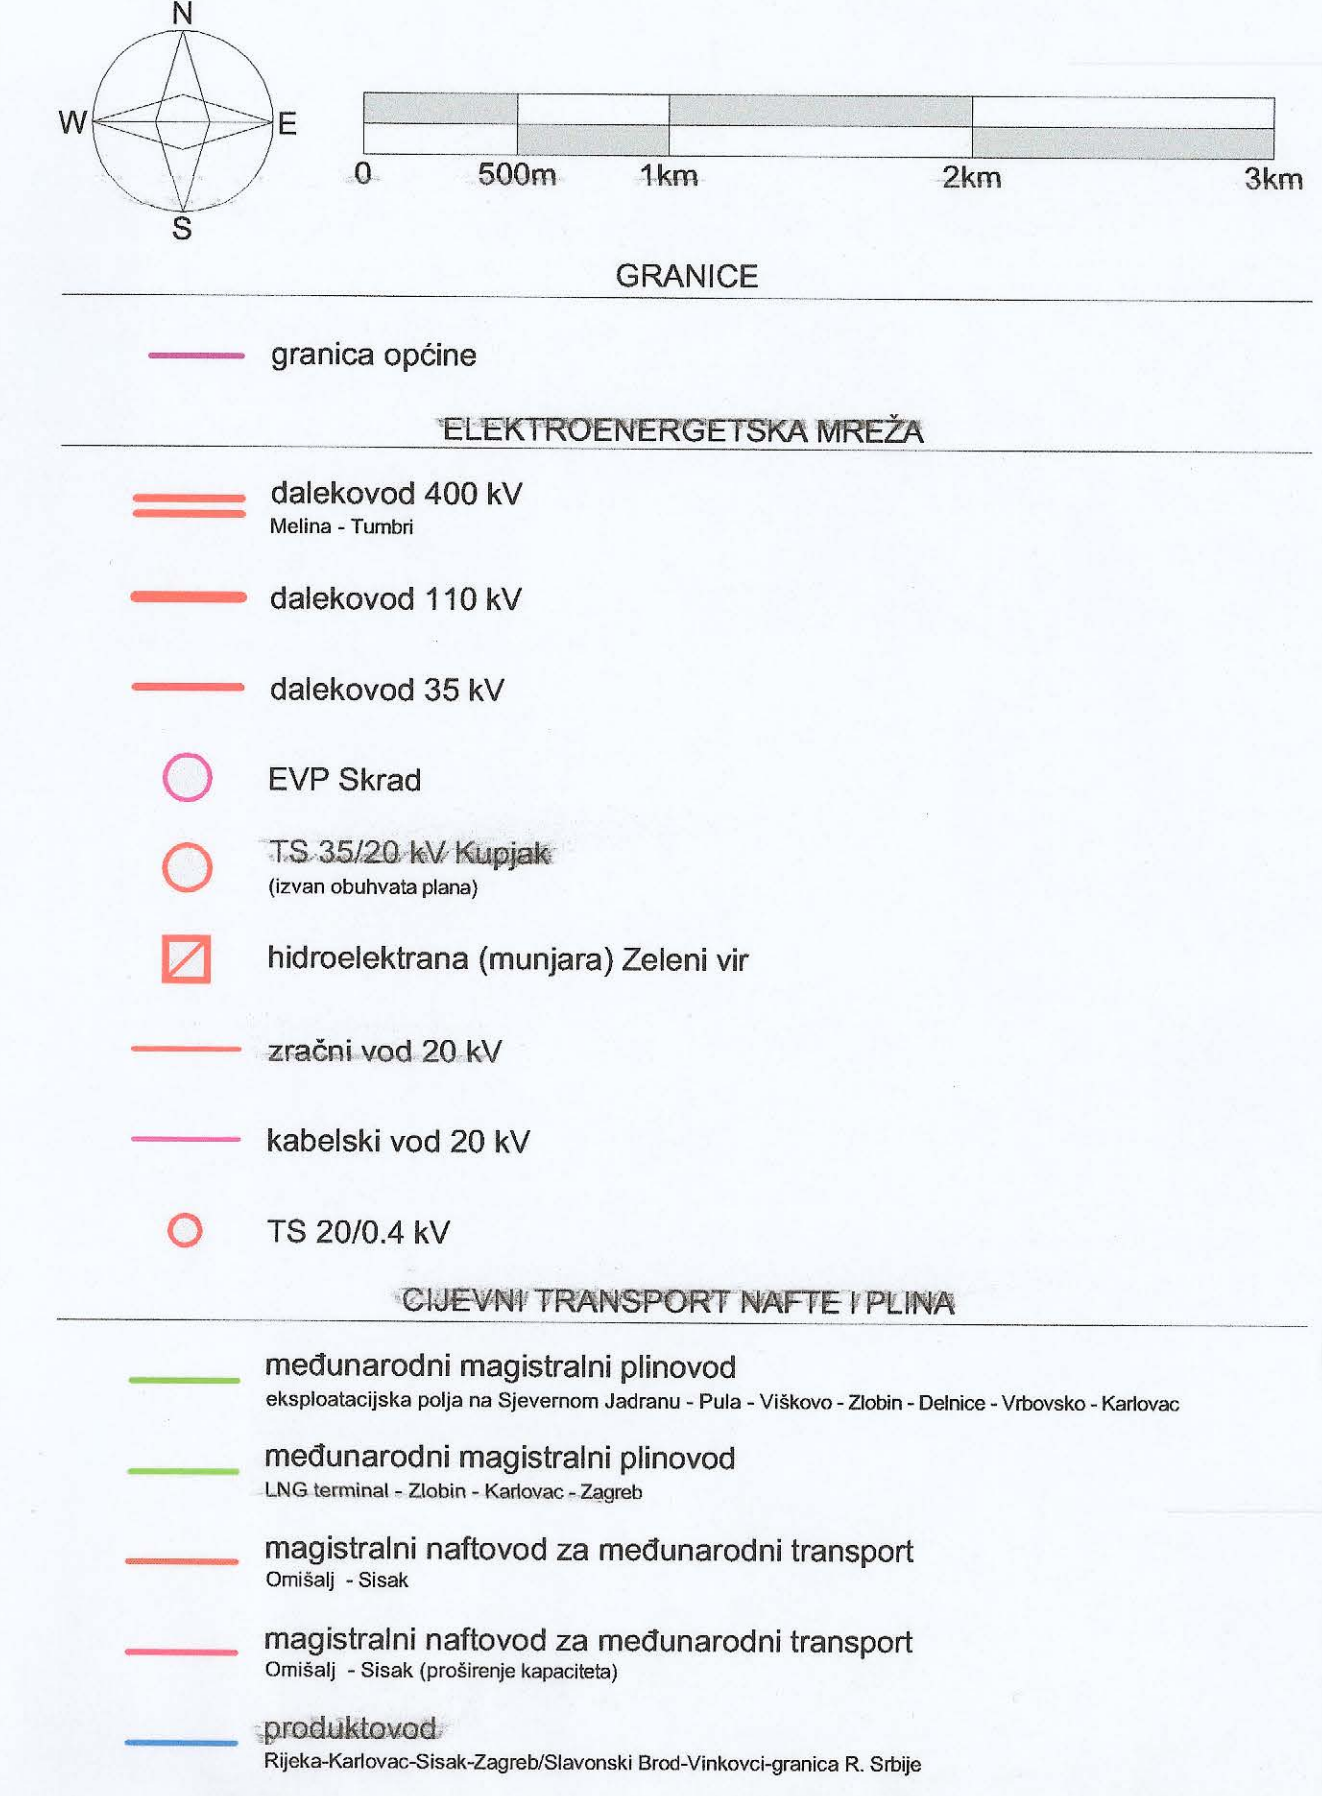 N
W E
S
0 500m 1km 2km 3km
GRANICE
granica općine
ELEKTROENERGETSKA MREŽA
dalekovod 400 kV
Melina - Tumbri
dalekovod 110 kV
dalekovod 35 kV
EVP Skrad
TS 35/20 kV Kupjak
(izvan obuhvata plana)
hidroelektrana (munjara) Zeleni vir
zračni vod 20 kV
kabelski vod 20 kV
TS 20/0.4 kV
CIJEVNI TRANSPORT NAFTE I PLINA
međunarodni magistralni plinovod
eksploatacijska polja na Sjevernom Jadranu - Pula - Viškovo - Zlobin - Delnice - Vrbovsko - Karlovac
međunarodni magistralni plinovod
LNG terminal - Zlobin - Karlovac - Zagreb
magistralni naftovod za međunarodni transport
Omišalj - Sisak
magistralni naftovod za međunarodni transport
Omišalj - Sisak (proširenje kapaciteta)
produktovod
Rijeka-Karlovac-Sisak-Zagreb/Slavonski Brod-Vinkovci-granica R. Srbije